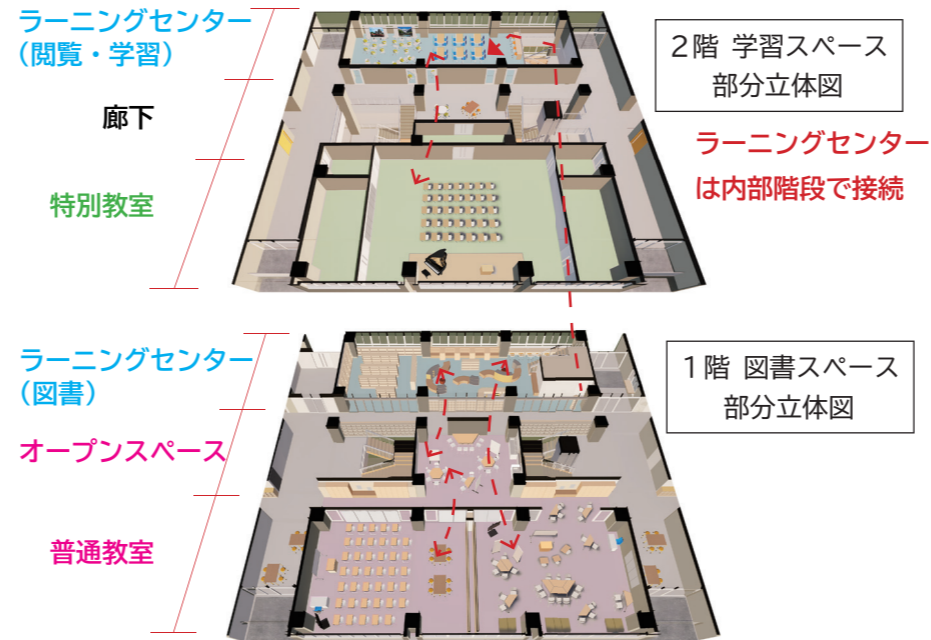 ラーニングセンター
（閲覧・学習）
廊下
特別教室
２階 学習スペース
部分立体図
ラーニングセンター
は内部階段で接続
ラーニングセンター
（図書）
オープンスペース
普通教室
１階 図書スペース
部分立体図